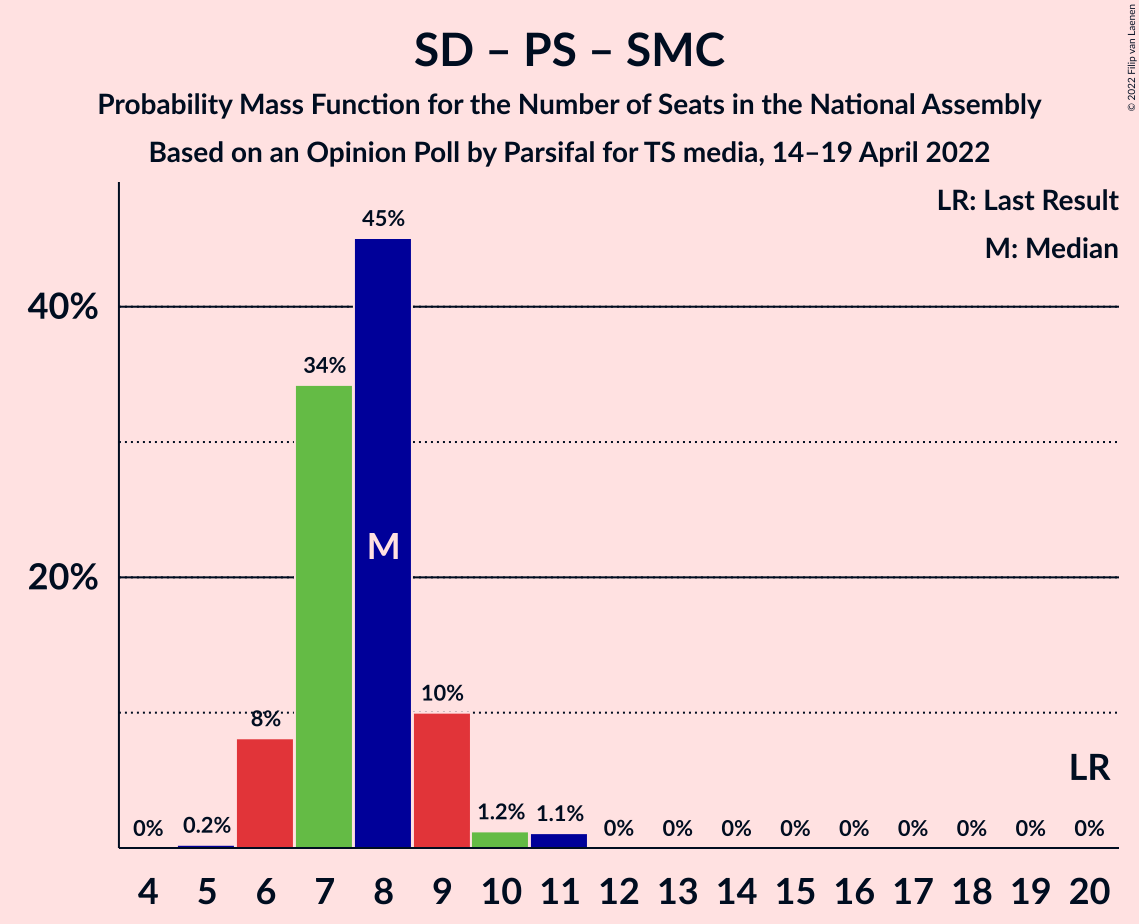 SD – PS – SMC
Probability Mass Function for the Number of Seats in the National Assembly
Based on an Opinion Poll by Parsifal for TS media, 14–19 April 2022
© 2022 Filip van Laenen
LR: Last Result
M: Median
45%
40%
34%
M
20%
10%
8%
LR
1.2%
1.1%
0% 0.2% 0% 0% 0% 0% 0% 0% 0% 0% 0%
4 5 6 7 8 9 10 11 12 13 14 15 16 17 18 19 20